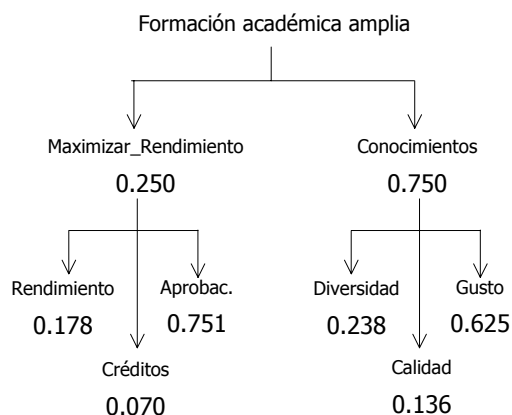 Formación académica amplia
Maximizar_Rendimiento Conocimientos
0.250 0.750
Rendimiento Aprobac. Diversidad Gusto
0.178 0.751 0.238 0.625
Créditos Calidad
0.070 0.136